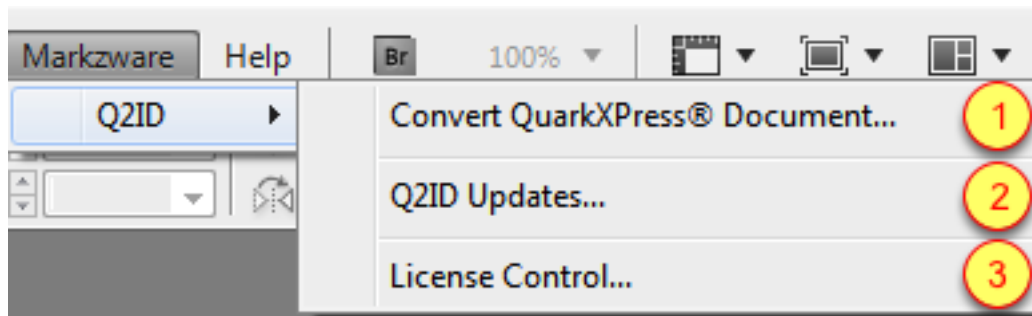 Markzware Help Br 100%
Q2ID
Convert QuarkXPress® Document... 1
Q2ID Updates... 2
License Control... 3